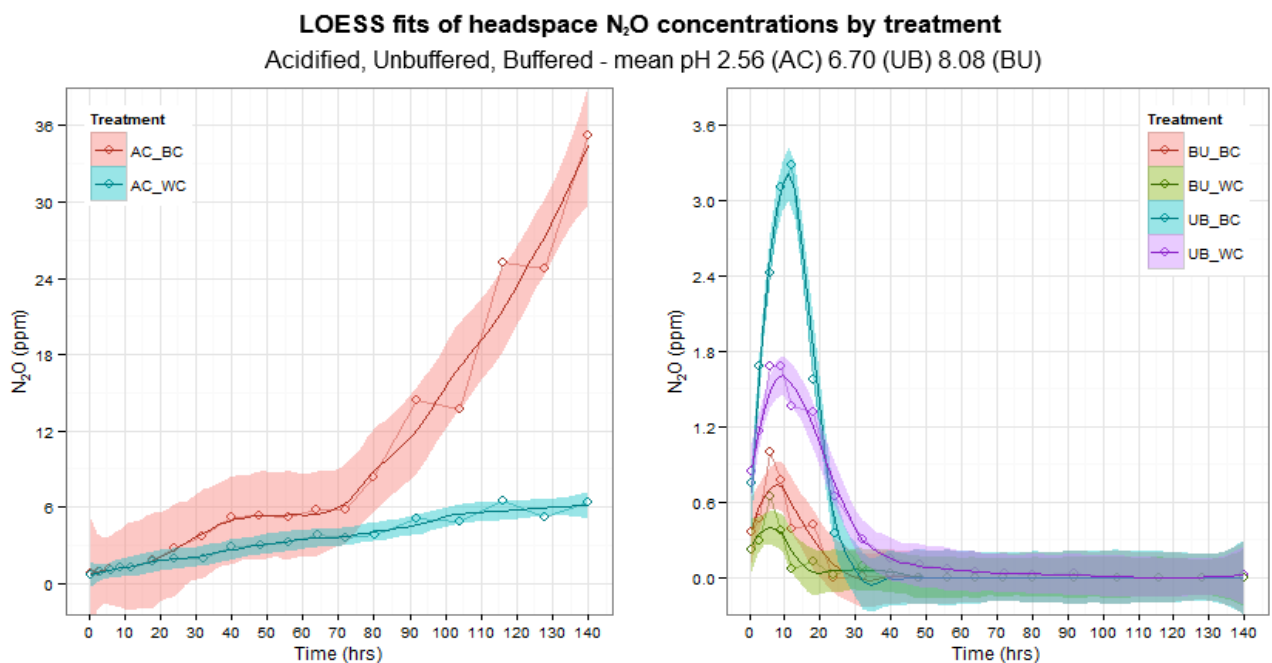 LOESS fits of headspace N₂O concentrations by treatment
Acidified, Unbuffered, Buffered - mean pH 2.56 (AC) 6.70 (UB) 8.08 (BU)
N₂O (ppm)
36
30
24
18
12
6
0
Treatment
AC_BC
AC_WC
0 10 20 30 40 50 60 70 80 90 100 110 120 130 140
Time (hrs)
N₂O (ppm)
3.6
3.0
2.4
1.8
1.2
0.6
0.0
Treatment
BU_BC
BU_WC
UB_BC
UB_WC
0 10 20 30 40 50 60 70 80 90 100 110 120 130 140
Time (hrs)